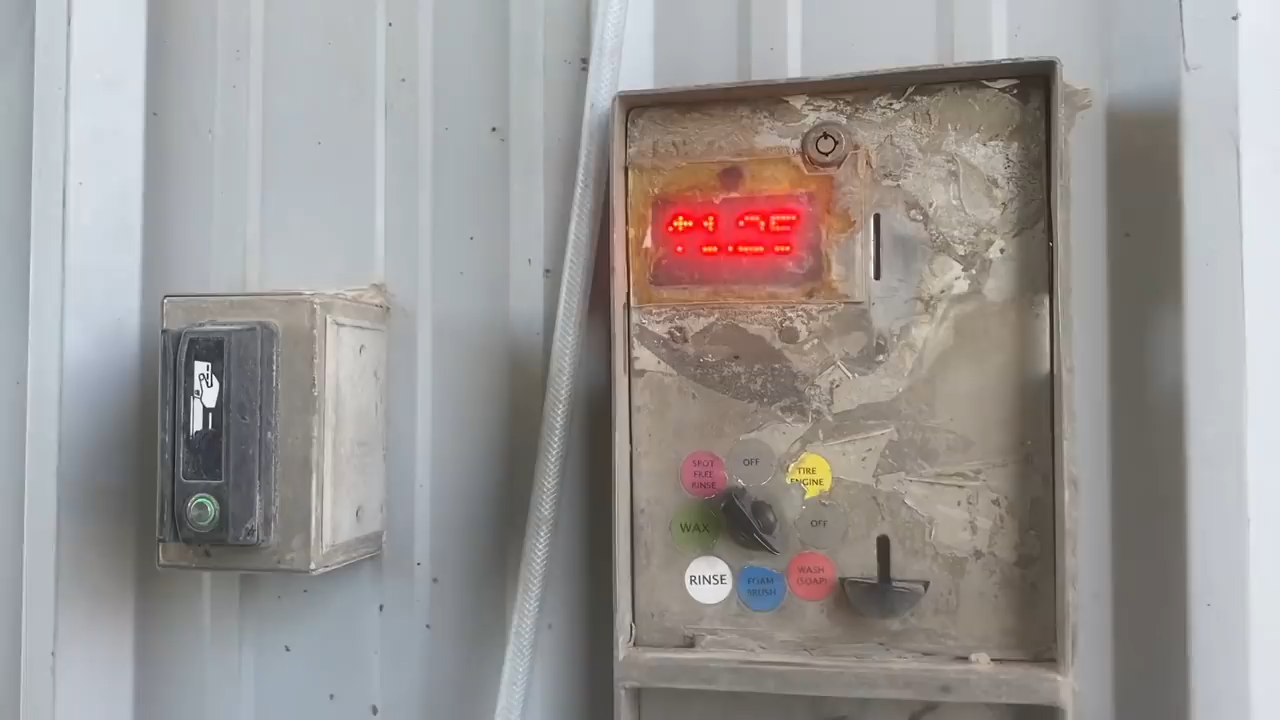 SPOT
FREE
RINSE
OFF
TIRE
ENGINE
WAX
OFF
RINSE
FOAM
BRUSH
WASH
(SOAP)